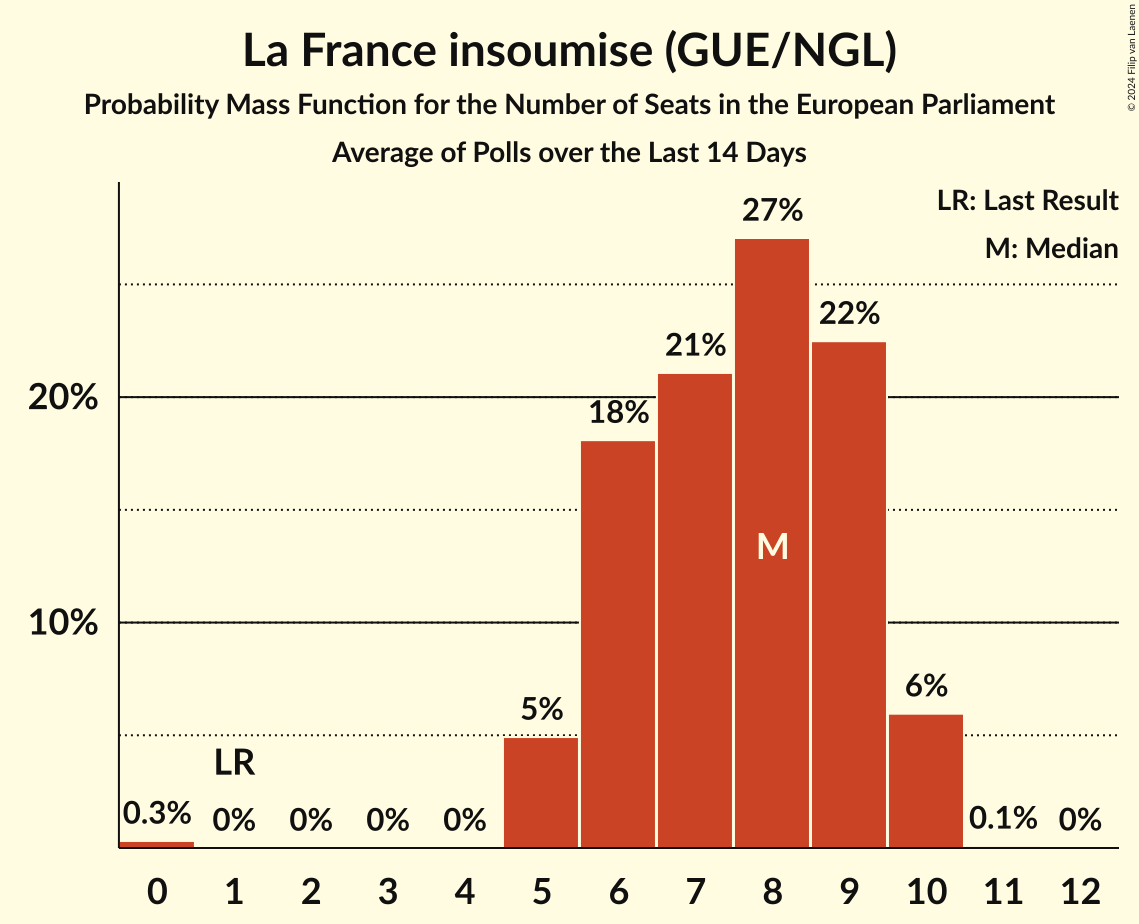 La France insoumise (GUE/NGL)
Probability Mass Function for the Number of Seats in the European Parliament
Average of Polls over the Last 14 Days
© 2024 Filip van Laenen
LR: Last Result
M: Median
27%
22%
21%
20%
18%
M
10%
6%
5%
LR
0.3% 0% 0% 0% 0% 0.1% 0%
0 1 2 3 4 5 6 7 8 9 10 11 12